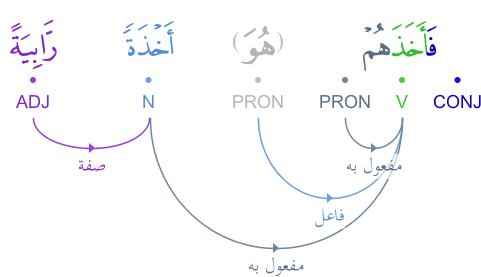 فَأَخَذَهُمْ (هُوَ) أَخْذَةً رَّابِيَةً
CONJ V PRON PRON N ADJ
مفعول به
صفة
فاعل
مفعول به